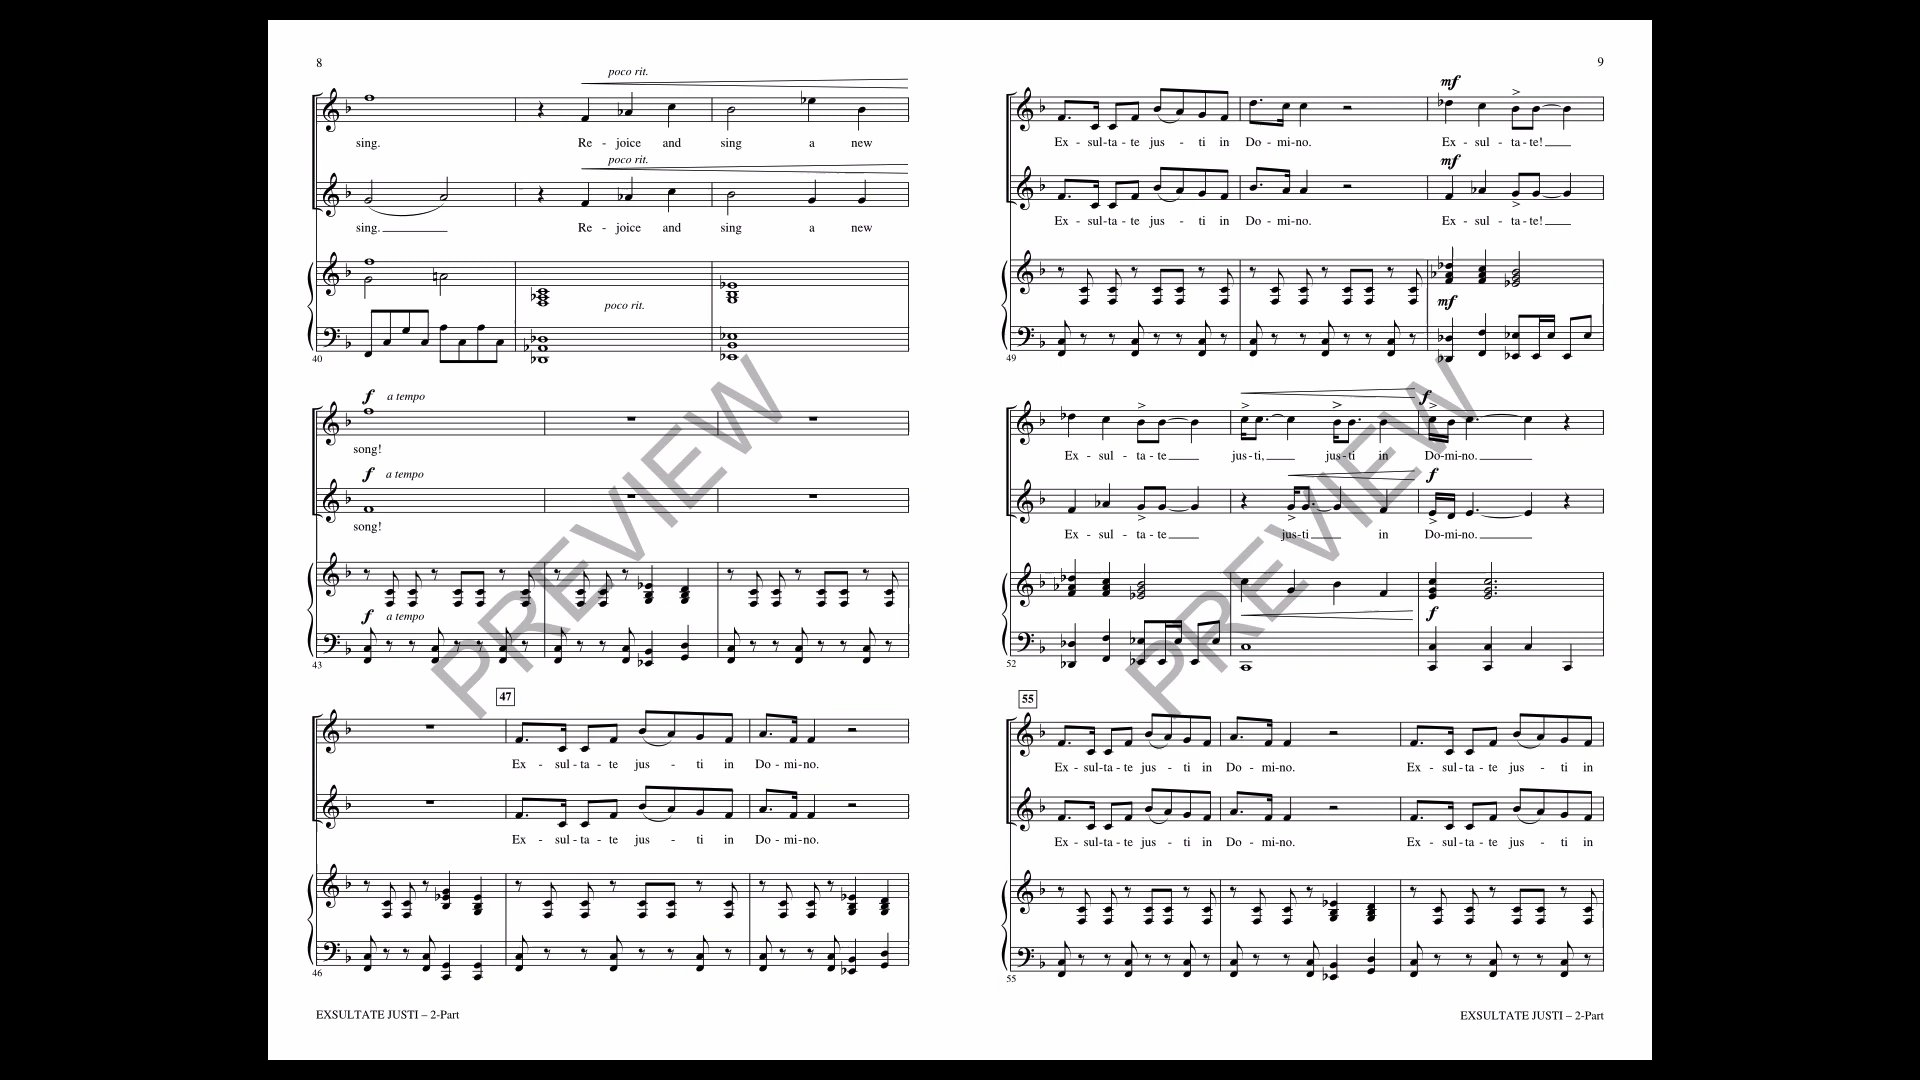 8
poco rit.
sing. Re - joice and sing a new
poco rit.
sing. Re - joice and sing a new
poco rit.
40
f a tempo
song!
f a tempo
song!
f a tempo
43
47
Ex - sul - ta - te jus - ti in Do - mi - no.
Ex - sul - ta - te jus - ti in Do - mi - no.
46
EXSULTATE JUSTI – 2-Part
9
mf
Ex - sul - ta - te jus - ti in Do - mi - no. Ex - sul - ta - te!
mf
Ex - sul - ta - te jus - ti in Do - mi - no. Ex - sul - ta - te!
mf
49
f
Ex - sul - ta - te jus - ti, jus - ti in Do - mi - no.
f
Ex - sul - ta - te jus - ti in Do - mi - no.
f
52
55
Ex - sul - ta - te jus - ti in Do - mi - no. Ex - sul - ta - te jus - ti in
Ex - sul - ta - te jus - ti in Do - mi - no. Ex - sul - ta - te jus - ti in
55
EXSULTATE JUSTI – 2-Part
PREVIEW
PREVIEW